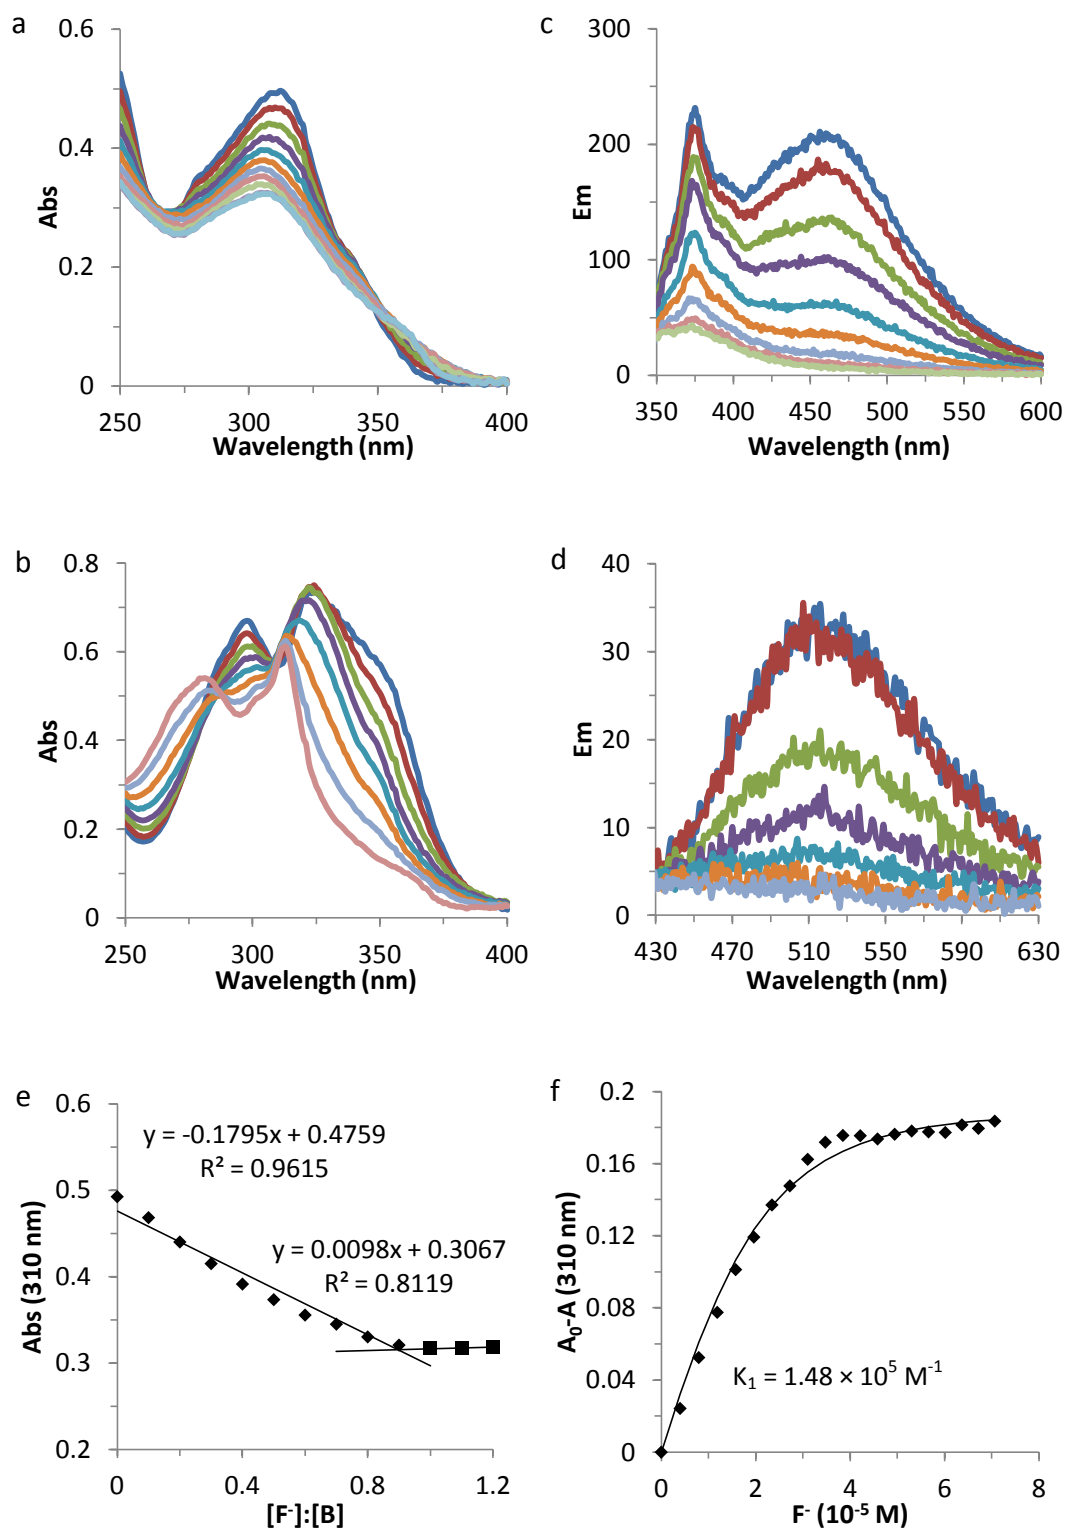 a
0.6
0.4
0.2
0
Abs
250
300
350
400
Wavelength (nm)
c
300
200
100
0
Em
350
400
450
500
550
600
Wavelength (nm)
b
0.8
0.6
0.4
0.2
0
Abs
250
300
350
400
Wavelength (nm)
d
40
30
20
10
0
Em
430
470
510
550
590
630
Wavelength (nm)
e
0.6
0.5
0.4
0.3
0.2
Abs (310 nm)
y = -0.1795x + 0.4759
R² = 0.9615
y = 0.0098x + 0.3067
R² = 0.8119
0
0.4
0.8
1.2
[F⁻]:[B]
f
0.2
0.16
0.12
0.08
0.04
0
A₀-A (310 nm)
K₁ = 1.48 × 10⁵ M⁻¹
0
2
4
6
8
F⁻ (10⁻⁵ M)